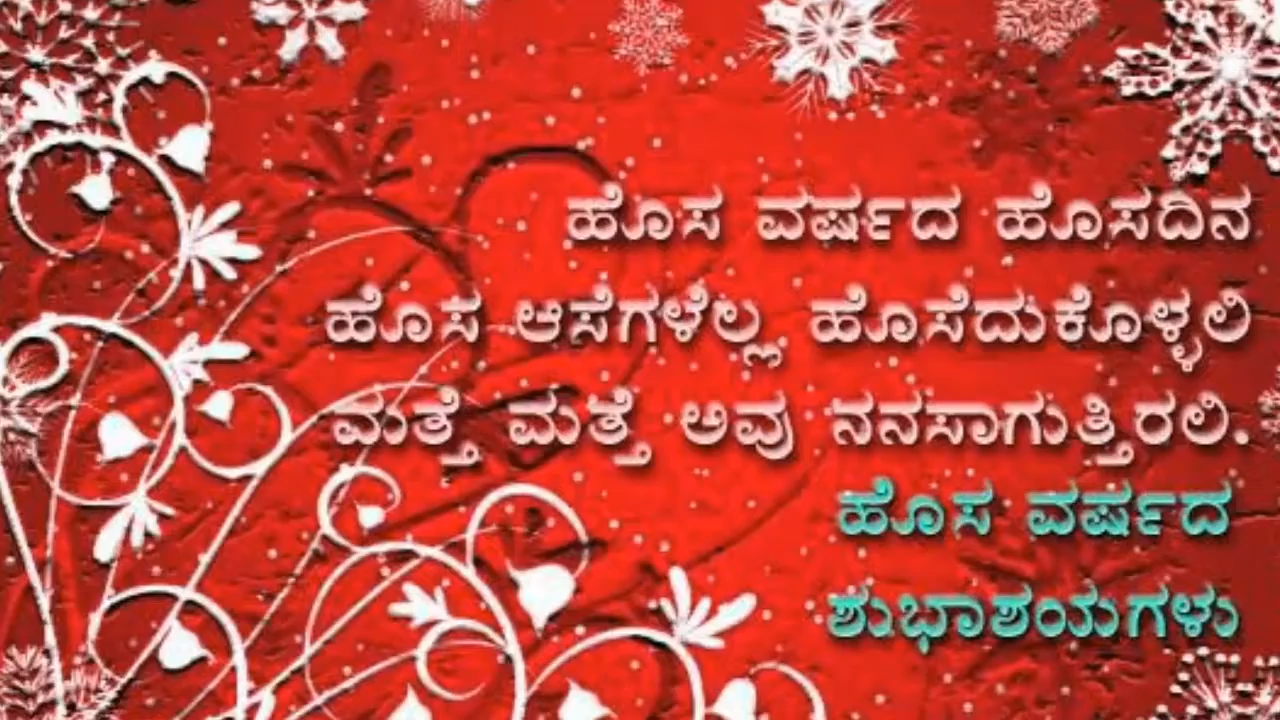 ಹೊಸ ವರ್ಷದ ಹೊಸದಿನ
ಹೊಸ ಆಸೆಗಳೆಲ್ಲ ಹೊಸೆದುಕೊಳ್ಳಲಿ
ಮತ್ತೆ ಮತ್ತೆ ಅವು ನನಸಾಗುತ್ತಿರಲಿ.
ಹೊಸ ವರ್ಷದ
ಶುಭಾಶಯಗಳು